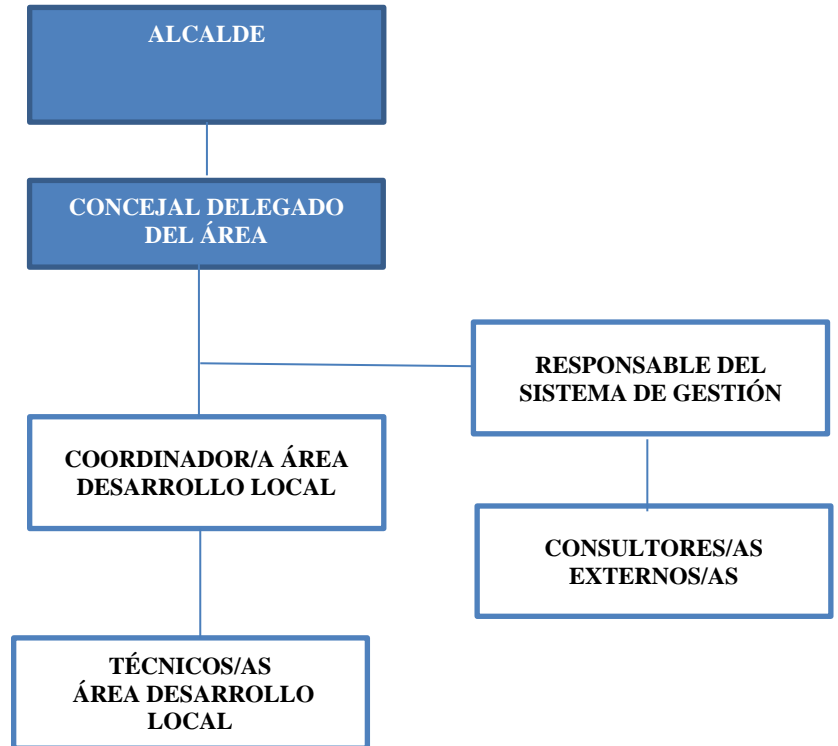 ALCALDE
CONCEJAL DELEGADO
DEL ÁREA
RESPONSABLE DEL
SISTEMA DE GESTIÓN
COORDINADOR/A ÁREA
DESARROLLO LOCAL
CONSULTORES/AS
EXTERNOS/AS
TÉCNICOS/AS
ÁREA DESARROLLO
LOCAL